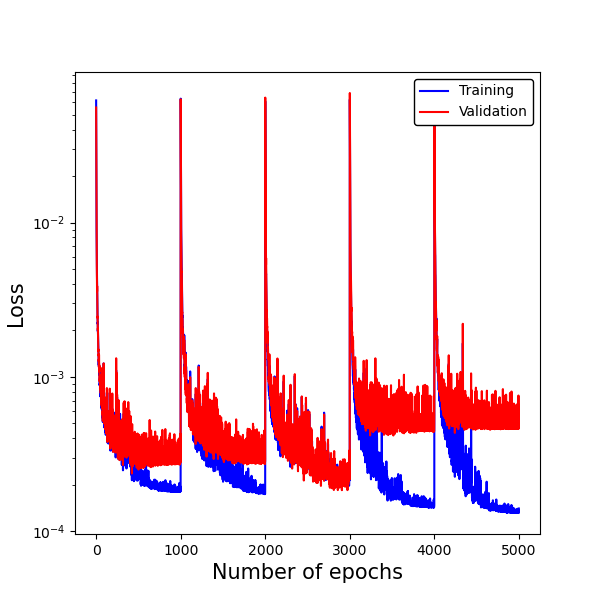 Training
Validation
Loss
10⁻²
10⁻³
10⁻⁴
0 1000 2000 3000 4000 5000
Number of epochs